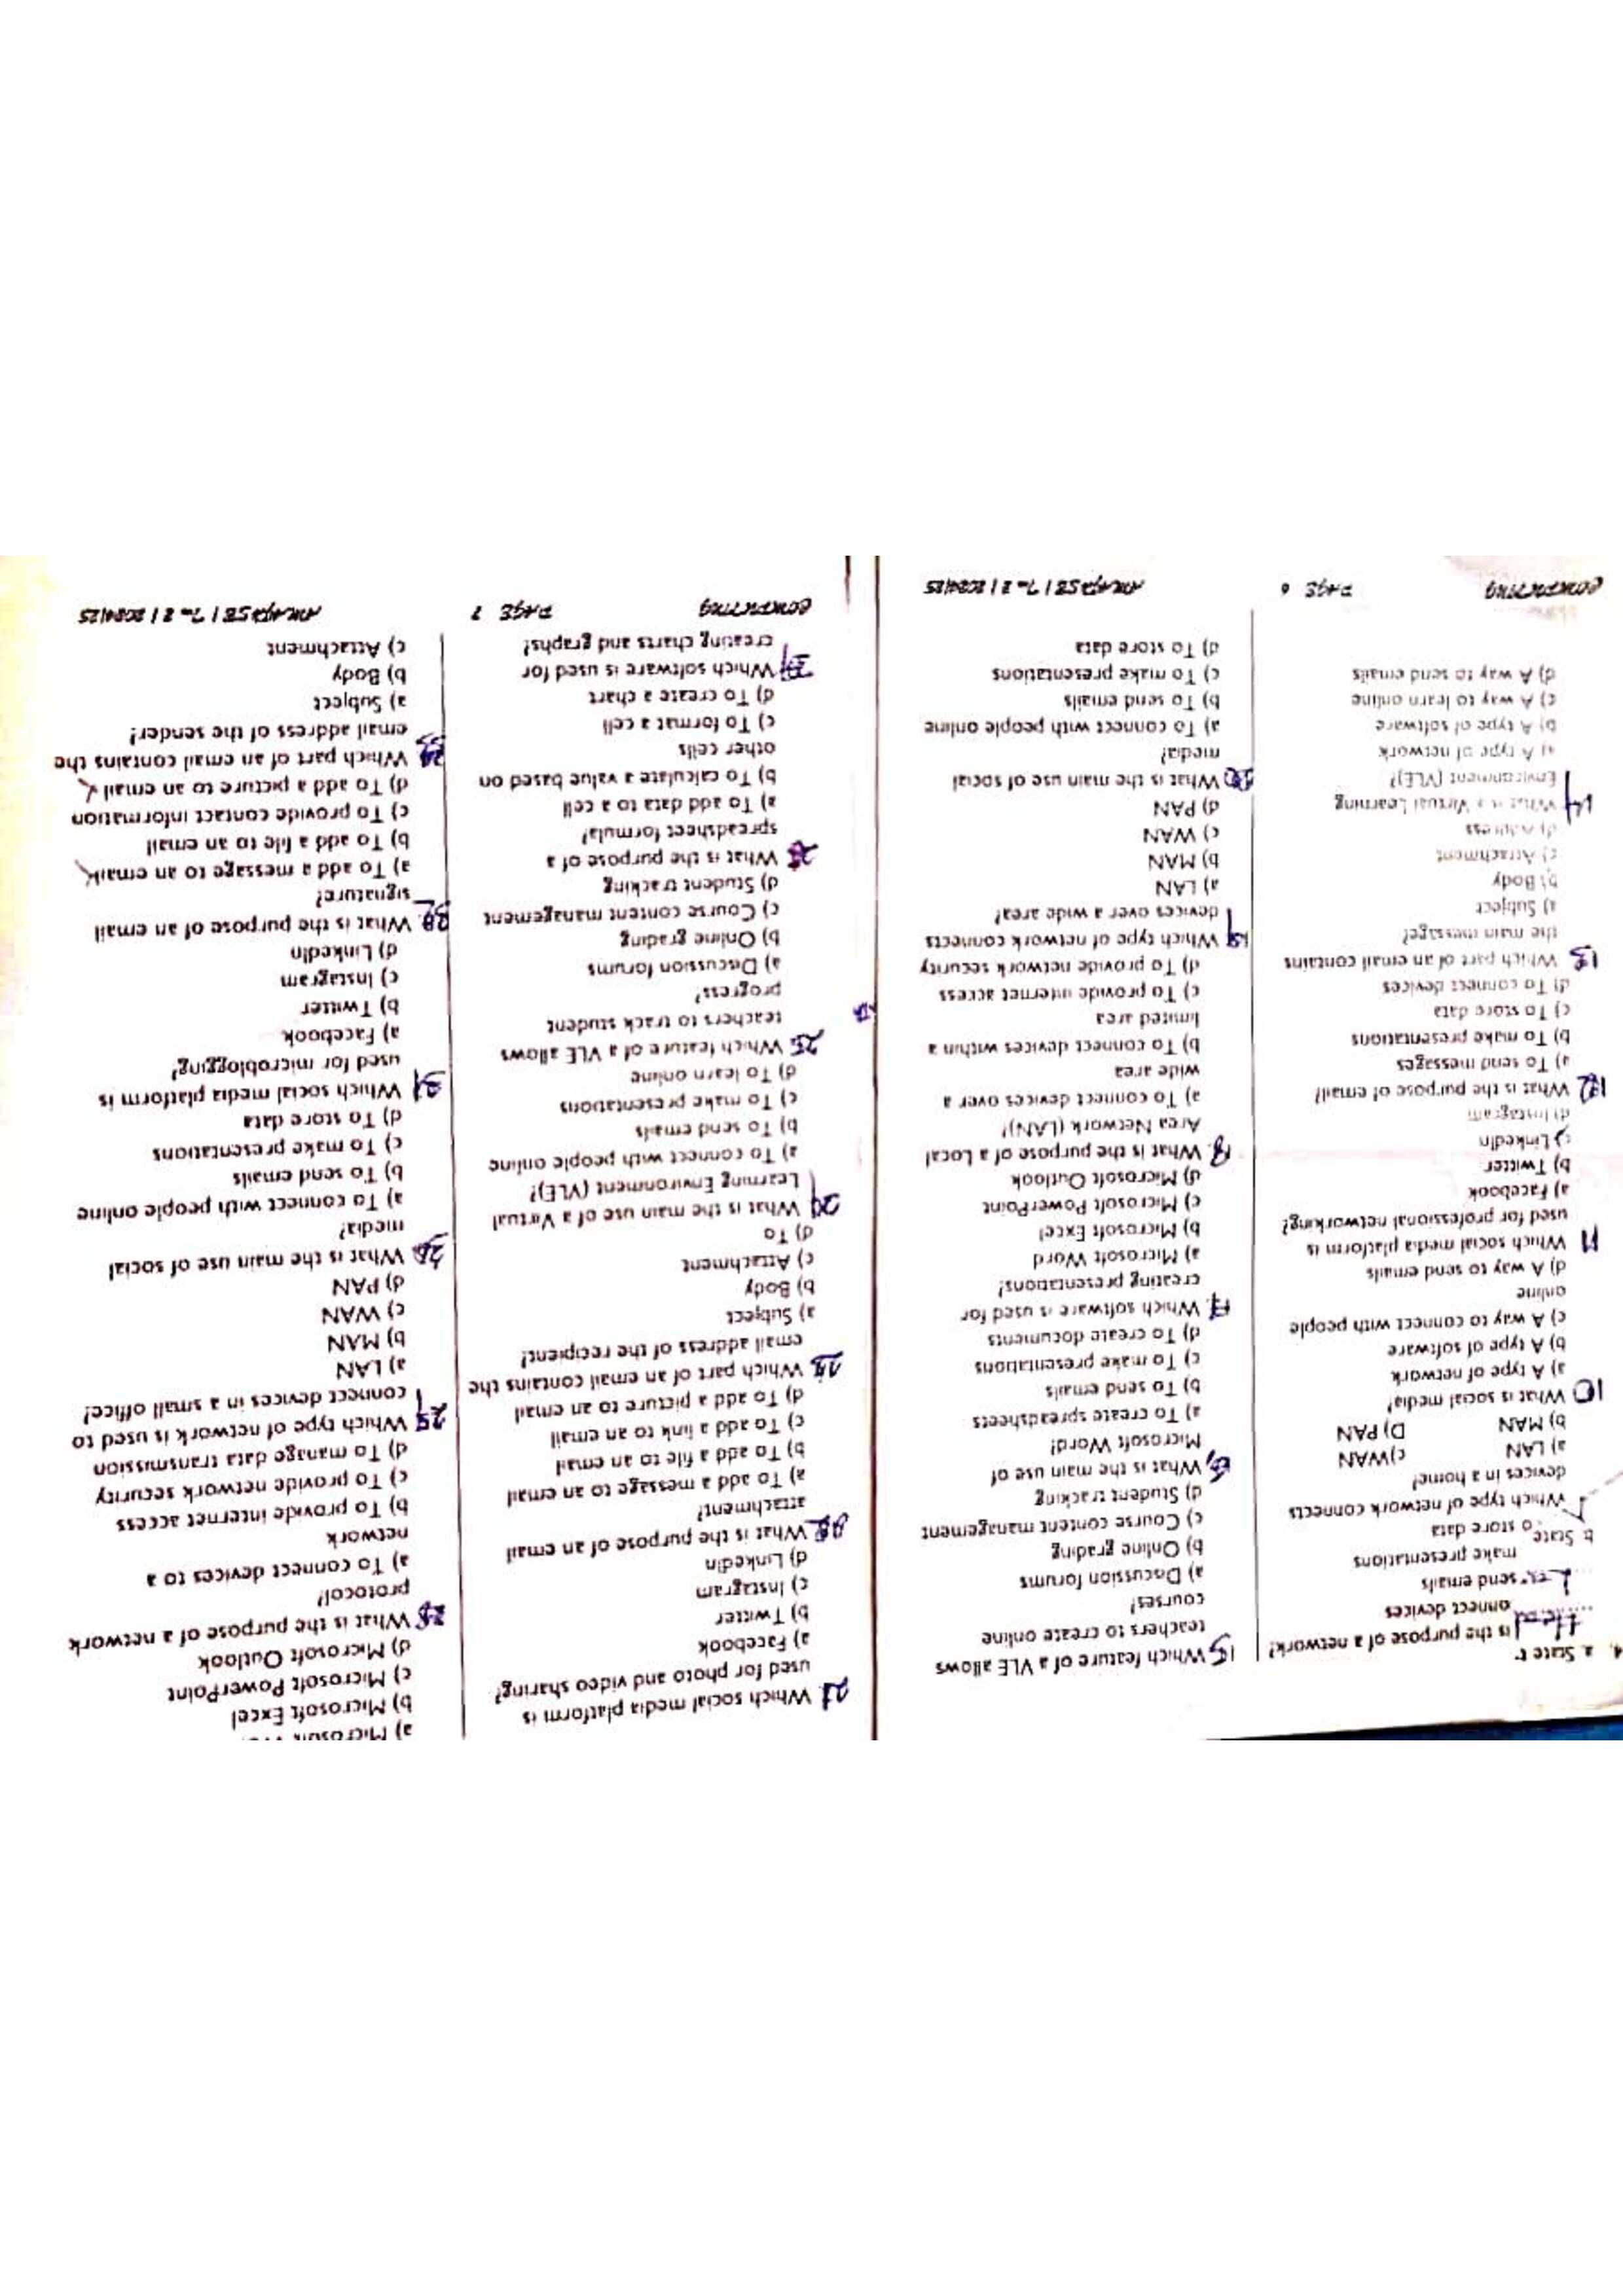 4. a. State t
is the purpose of a network?
onnect devices
send emails
make presentations
b. State
To store data
Which type of network connects
devices in a home?
a) LAN c)WAN
b) MAN D) PAN
10 What is social media?
a) A type of network
b) A type of software
c) A way to connect with people
online
d) A way to send emails
11 Which social media platform is
used for professional networking?
a) Facebook
b) Twitter
c) LinkedIn
d) Instagram
12 What is the purpose of email?
a) To send messages
b) To make presentations
c) To store data
d) To connect devices
13 Which part of an email contains
the main message?
a) Subject
b) Body
c) Attachment
d) Address
14 What is a Virtual Learning
Environment (VLE)?
a) A type of network
b) A type of software
c) A way to learn online
d) A way to send emails
COMPUTING PAGE 6
15 Which feature of a VLE allows
teachers to create online
courses?
a) Discussion forums
b) Online grading
c) Course content management
d) Student tracking
What is the main use of
Microsoft Word?
a) To create spreadsheets
b) To send emails
c) To make presentations
d) To create documents
17. Which software is used for
creating presentations?
a) Microsoft Word
b) Microsoft Excel
c) Microsoft PowerPoint
d) Microsoft Outlook
18. What is the purpose of a Local
Area Network (LAN)?
a) To connect devices over a
wide area
b) To connect devices within a
limited area
c) To provide internet access
d) To provide network security
19 Which type of network connects
devices over a wide area?
a) LAN
b) MAN
c) WAN
d) PAN
20 What is the main use of social
media?
a) To connect with people online
b) To send emails
c) To make presentations
d) To store data
21 Which social media platform is
used for photo and video sharing?
a) Facebook
b) Twitter
c) Instagram
d) LinkedIn
22 What is the purpose of an email
attachment?
a) To add a message to an email
b) To add a file to an email
c) To add a link to an email
d) To add a picture to an email
Which part of an email contains the
email address of the recipient?
a) Subject
b) Body
c) Attachment
d) To
24 What is the main use of a Virtual
Learning Environment (VLE)?
a) To connect with people online
b) To send emails
c) To make presentations
d) To learn online
25 Which feature of a VLE allows
teachers to track student
progress?
a) Discussion forums
b) Online grading
c) Course content management
d) Student tracking
What is the purpose of a
spreadsheet formula?
a) To add data to a cell
b) To calculate a value based on
other cells
c) To format a cell
d) To create a chart
27 Which software is used for
creating charts and graphs?
COMPUTING PAGE 7
b) Microsoft Excel
c) Microsoft PowerPoint
d) Microsoft Outlook
28 What is the purpose of a network
protocol?
a) To connect devices to a
network
b) To provide internet access
c) To provide network security
d) To manage data transmission
29 Which type of network is used to
connect devices in a small office?
a) LAN
b) MAN
c) WAN
d) PAN
30 What is the main use of social
media?
a) To connect with people online
b) To send emails
c) To make presentations
d) To store data
31 Which social media platform is
used for microblogging?
a) Facebook
b) Twitter
c) Instagram
d) LinkedIn
32. What is the purpose of an email
signature?
a) To add a message to an email
b) To add a file to an email
c) To provide contact information
d) To add a picture to an email
33 Which part of an email contains the
email address of the sender?
a) Subject
b) Body
c) Attachment